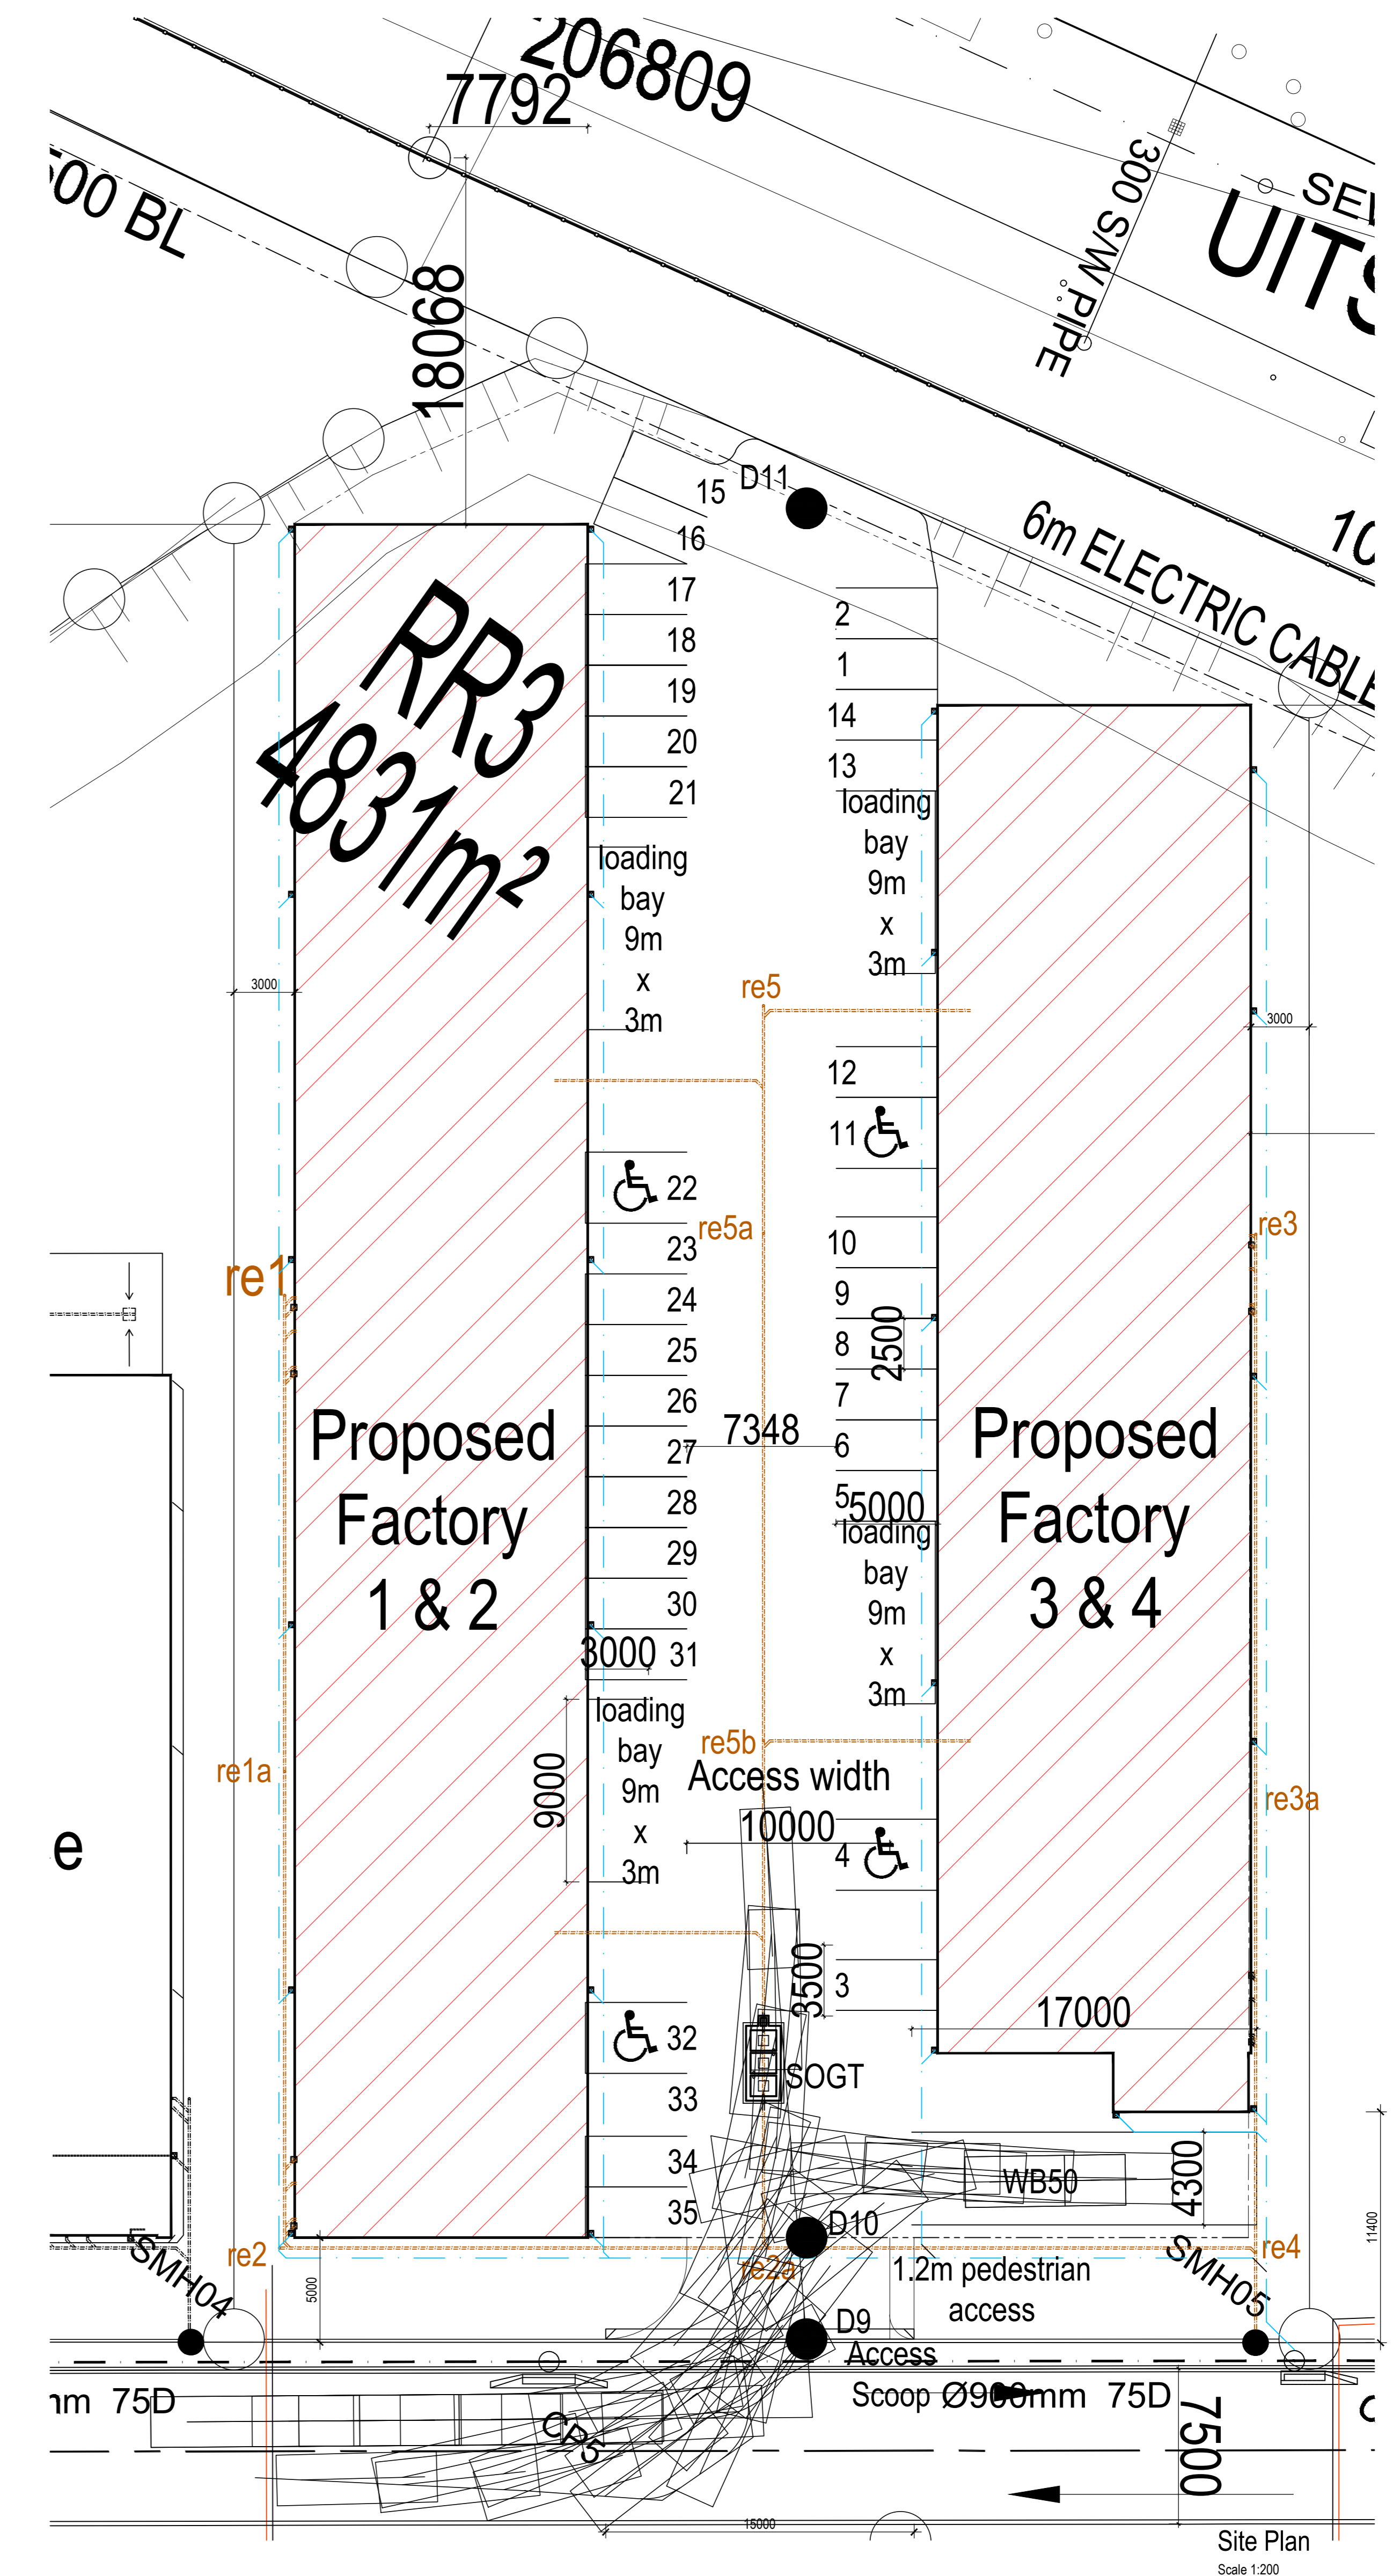 206809
7792
300 S/W PIPE
UITS
500 BL
18068
15
D11
16
6m ELECTRIC CABLE
17
2
18
1
RR3
4831m²
19
14
20
13
21
loading
bay
9m
x
3m
loading
bay
9m
x
3m
3000
re5
3000
12
11
22
re5a
re3
23
10
re1
24
9
25
8
2500
26
7
7348
27
6
Proposed
Factory
1 & 2
Proposed
Factory
3 & 4
28
5
5000
29
loading
bay
9m
x
3m
30
3000
31
loading
bay
9m
x
3m
9000
re5b
re1a
Access width
re3a
10000
4
e
3500
3
17000
32
SOGT
33
34
WB50
4300
35
D10
11400
SMH04
re2
re2a
1.2m pedestrian
access
SMH05
re4
5000
D9
Access
Scoop Ø900mm 75D
mm 75D
CP5
7500
15000
Site Plan
Scale 1:200